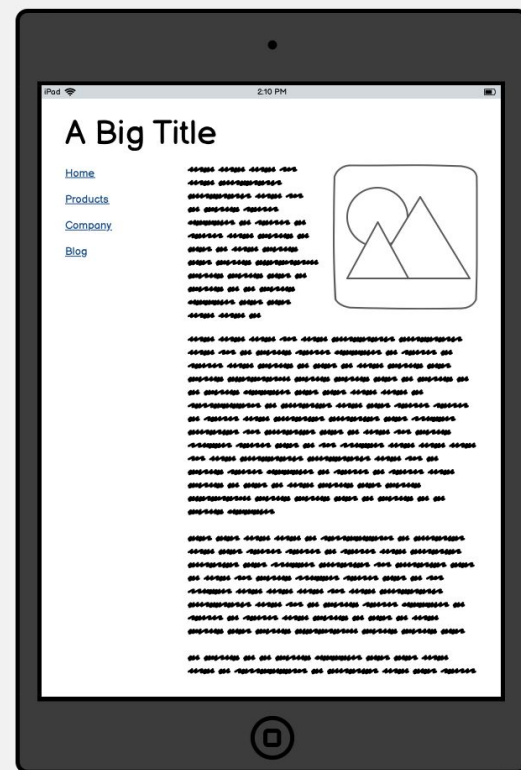 iPad 2:10 PM
A Big Title
Home
Products
Company
Blog